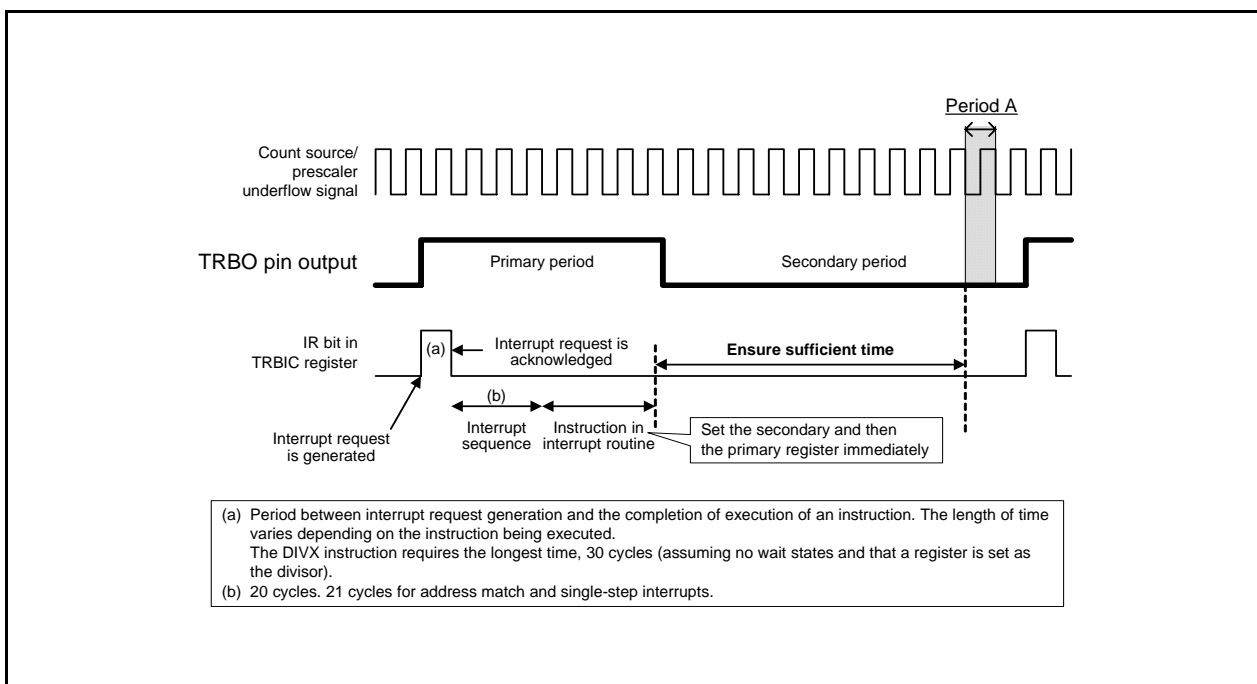 Period A
Count source/
prescaler
underflow signal
TRBO pin output
Primary period
Secondary period
IR bit in
TRBIC register
(a)
Interrupt request is
acknowledged
Ensure sufficient time
(b)
Interrupt request
is generated
Interrupt
sequence
Instruction in
interrupt routine
Set the secondary and then
the primary register immediately
(a) Period between interrupt request generation and the completion of execution of an instruction. The length of time
varies depending on the instruction being executed.
The DIVX instruction requires the longest time, 30 cycles (assuming no wait states and that a register is set as
the divisor).
(b) 20 cycles. 21 cycles for address match and single-step interrupts.